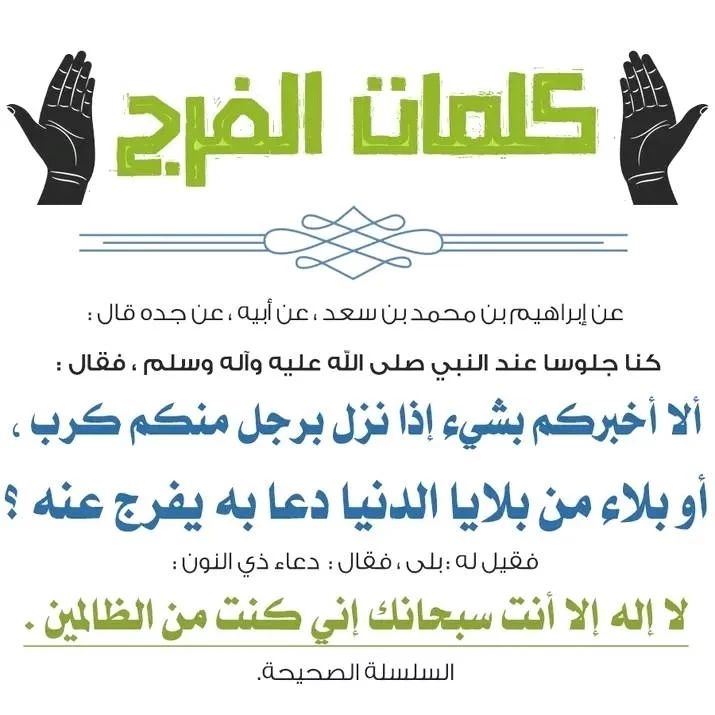 كلمات الفرج
عن إبراهيم بن محمد بن سعد ، عن أبيه ، عن جده قال :
كنا جلوسا عند النبي صلى الله عليه وآله وسلم ، فقال :
ألا أخبركم بشيء إذا نزل برجل منكم كرب ،
أو بلاء من بلايا الدنيا دعا به يفرج عنه ؟
فقيل له : بلى ، فقال : دعاء ذي النون :
لا إله إلا أنت سبحانك إني كنت من الظالمين .
السلسلة الصحيحة.